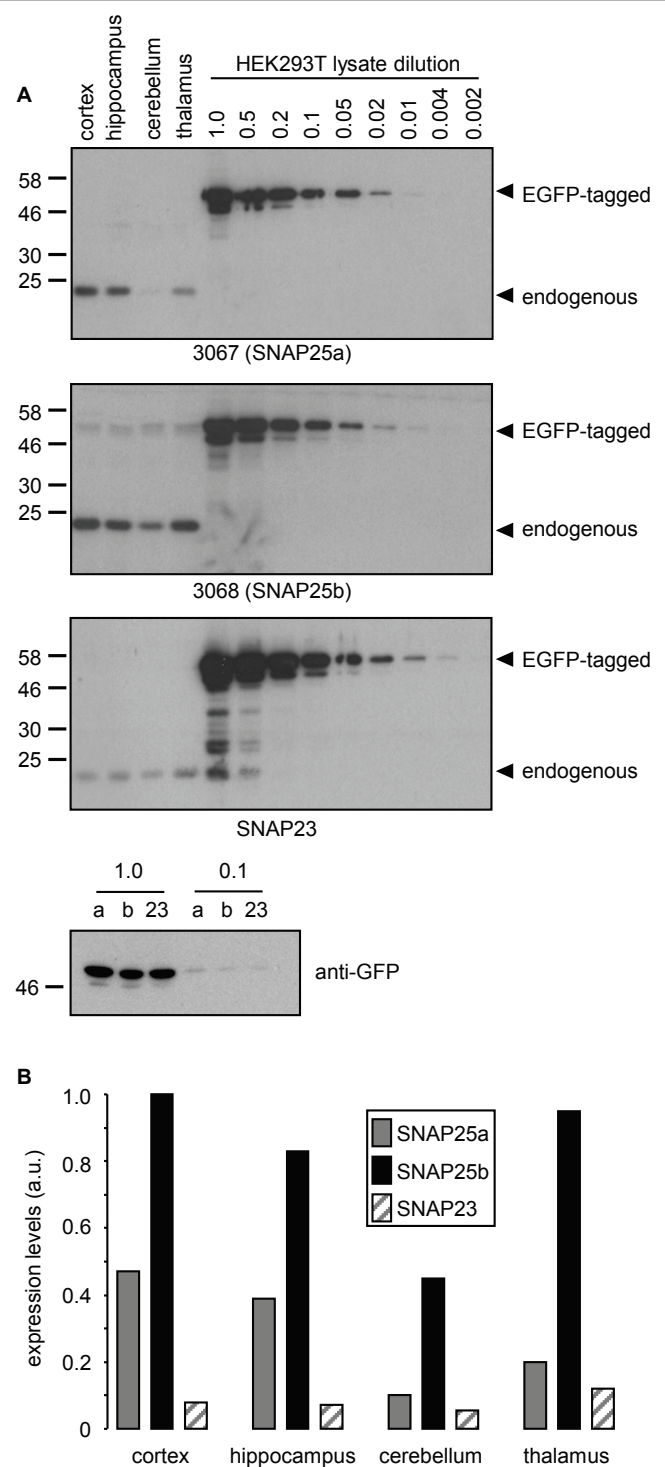 A
cortex
hippocampus
cerebellum
thalamus
HEK293T lysate dilution
1.0
0.5
0.2
0.1
0.05
0.02
0.01
0.004
0.002
58
46
30
25
EGFP-tagged
endogenous
3067 (SNAP25a)
58
46
30
25
EGFP-tagged
endogenous
3068 (SNAP25b)
58
46
30
25
EGFP-tagged
endogenous
SNAP23
1.0 0.1
a b 23 a b 23
46
anti-GFP
B
expression levels (a.u.)
1.0
0.8
0.6
0.4
0.2
0
SNAP25a
SNAP25b
SNAP23
cortex hippocampus cerebellum thalamus